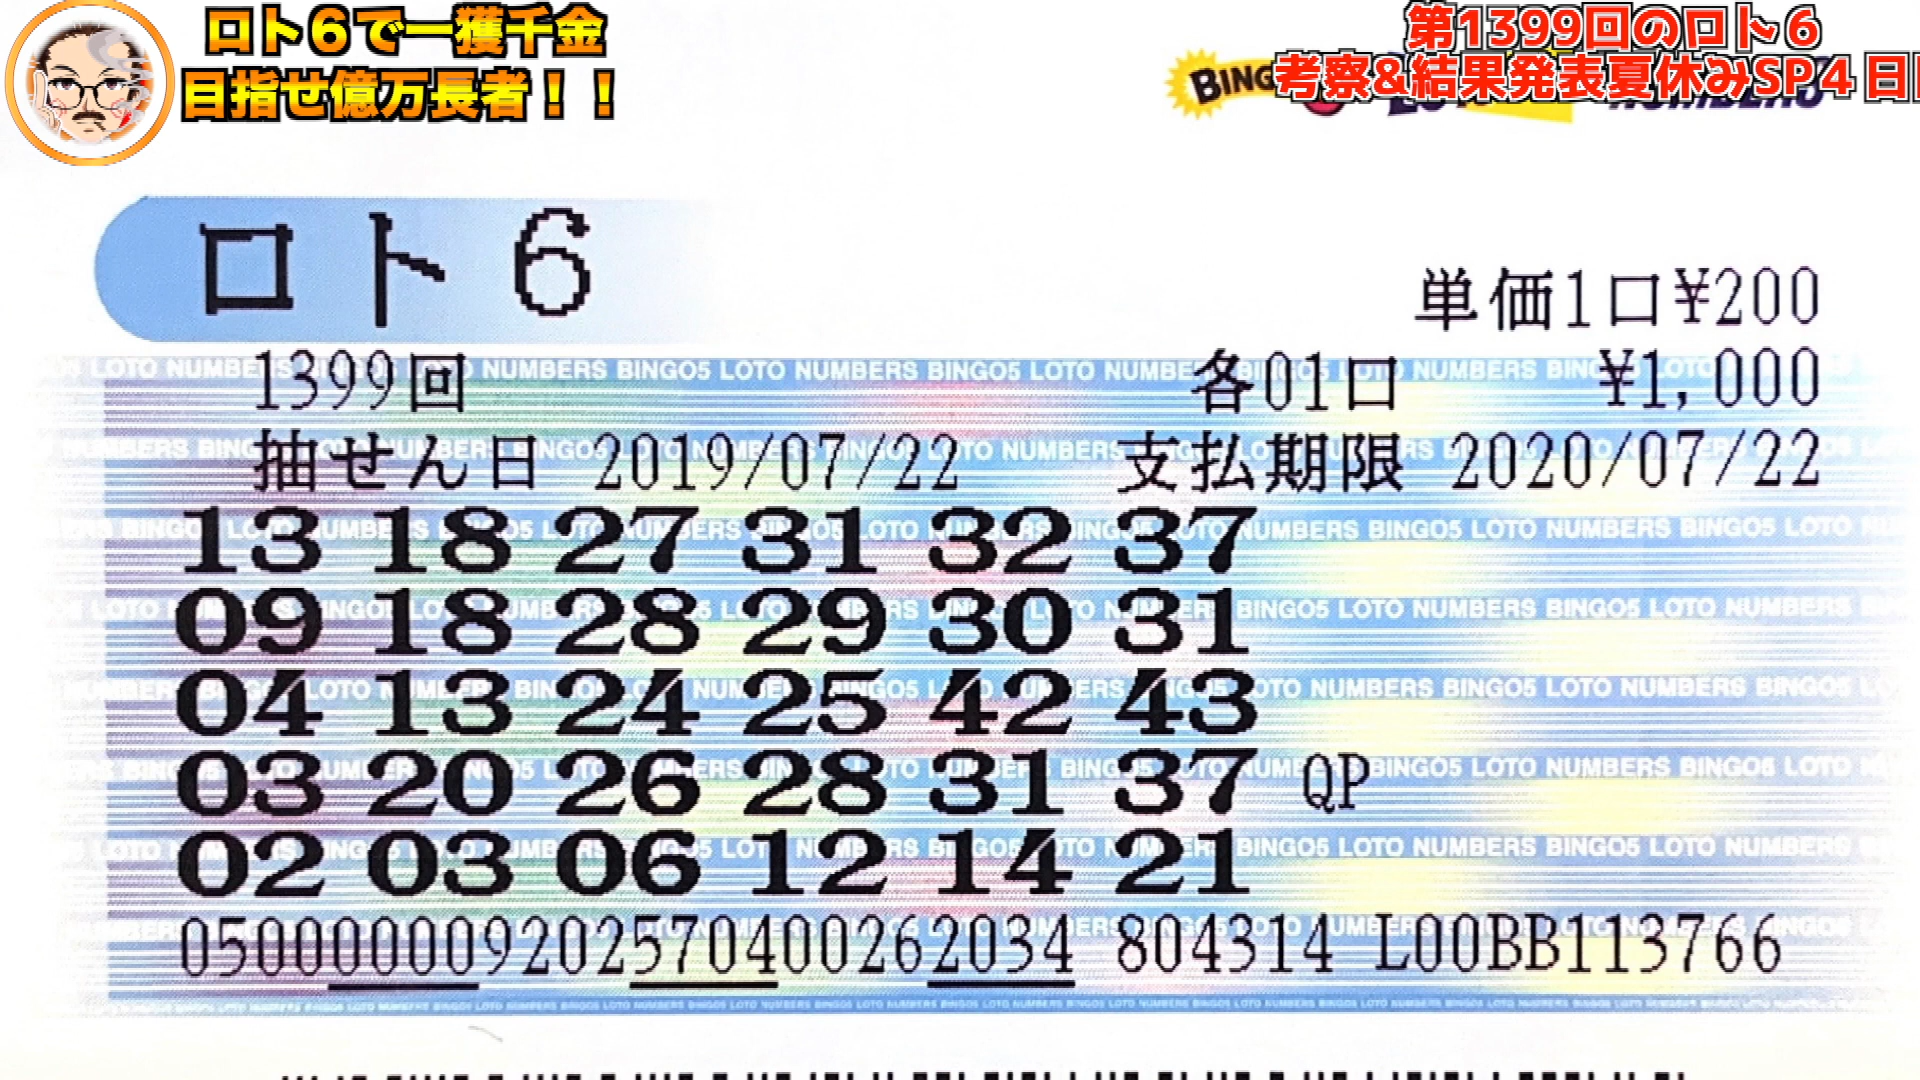 ロト６で一獲千金
目指せ億万長者！！
第1399回のロト６
考察&結果発表夏休みSP４日目
BINGO
ロト６
単価1口¥200
1399回 各01口 ¥1,000
抽せん日 2019/07/22 支払期限 2020/07/22
13 18 27 31 32 37
09 18 28 29 30 31
04 13 24 25 42 43
03 20 26 28 31 37 QP
02 03 06 12 14 21
05000000920257040026​2034 804314 L00BB113766